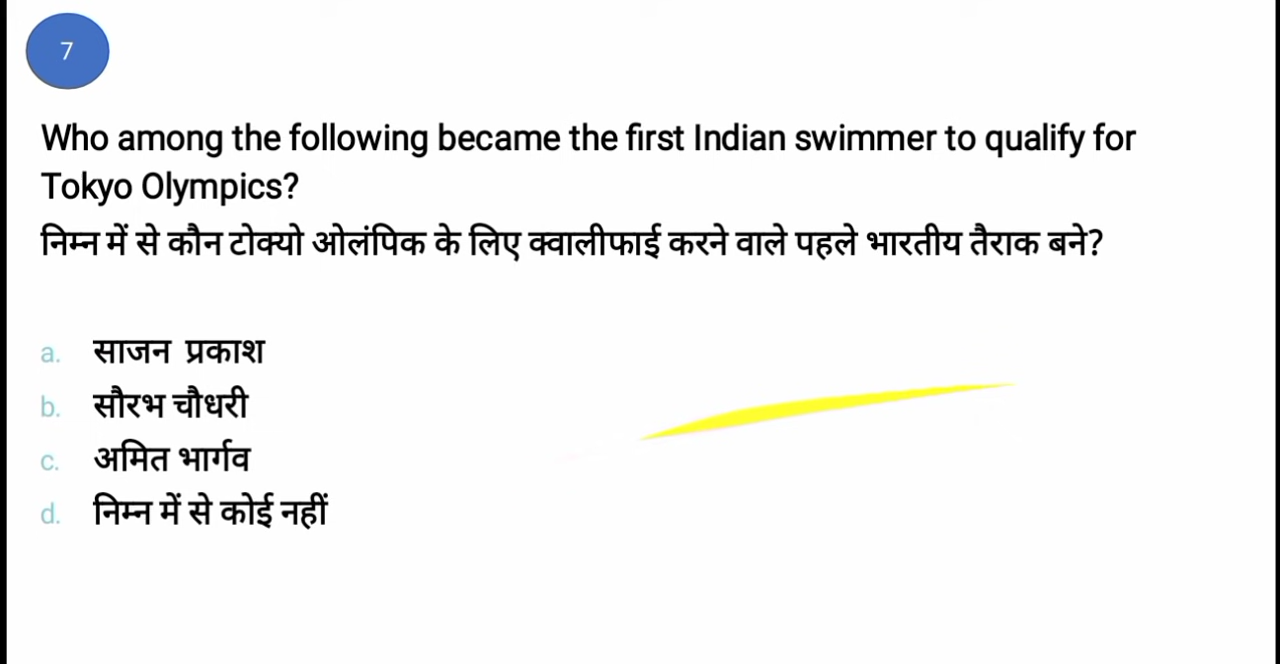 7
Who among the following became the first Indian swimmer to qualify for
Tokyo Olympics?
निम्न में से कौन टोक्यो ओलंपिक के लिए क्वालीफाई करने वाले पहले भारतीय तैराक बने?
a. साजन प्रकाश
b. सौरभ चौधरी
c. अमित भार्गव
d. निम्न में से कोई नहीं